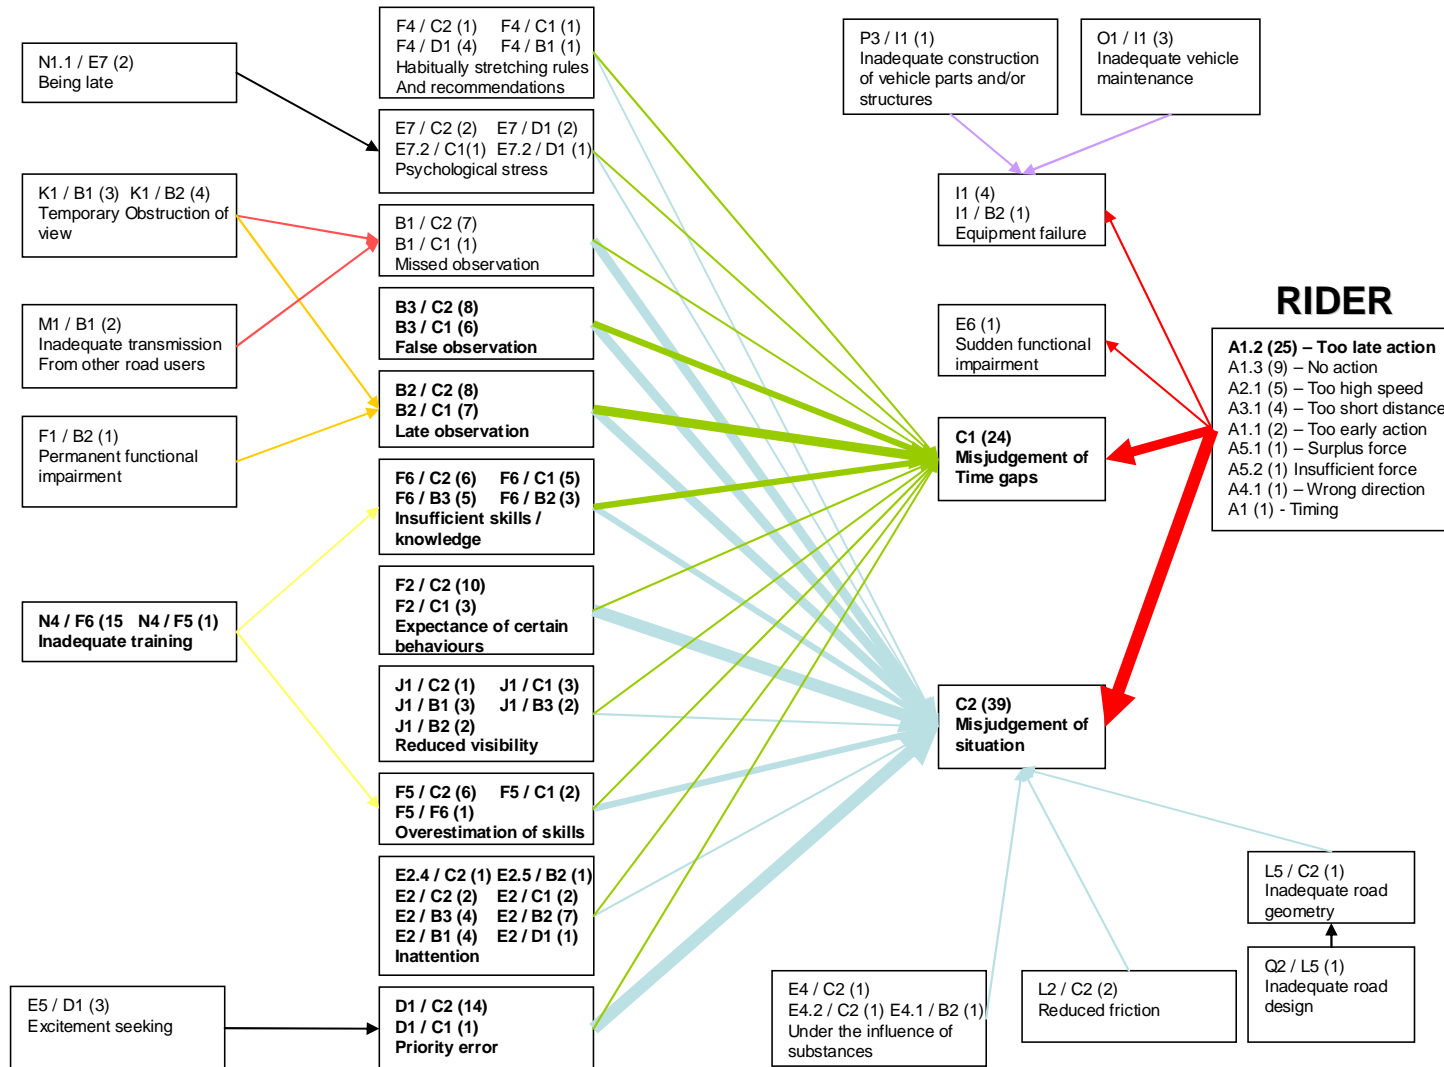 N1.1 / E7 (2)
Being late
K1 / B1 (3) K1 / B2 (4)
Temporary Obstruction of
view
M1 / B1 (2)
Inadequate transmission
From other road users
F1 / B2 (1)
Permanent functional
impairment
N4 / F6 (15 N4 / F5 (1)
Inadequate training
E5 / D1 (3)
Excitement seeking
F4 / C2 (1) F4 / C1 (1)
F4 / D1 (4) F4 / B1 (1)
Habitually stretching rules
And recommendations
E7 / C2 (2) E7 / D1 (2)
E7.2 / C1(1) E7.2 / D1 (1)
Psychological stress
B1 / C2 (7)
B1 / C1 (1)
Missed observation
B3 / C2 (8)
B3 / C1 (6)
False observation
B2 / C2 (8)
B2 / C1 (7)
Late observation
F6 / C2 (6) F6 / C1 (5)
F6 / B3 (5) F6 / B2 (3)
Insufficient skills /
knowledge
F2 / C2 (10)
F2 / C1 (3)
Expectance of certain
behaviours
J1 / C2 (1) J1 / C1 (3)
J1 / B1 (3) J1 / B3 (2)
J1 / B2 (2)
Reduced visibility
F5 / C2 (6) F5 / C1 (2)
F5 / F6 (1)
Overestimation of skills
E2.4 / C2 (1) E2.5 / B2 (1)
E2 / C2 (2) E2 / C1 (2)
E2 / B3 (4) E2 / B2 (7)
E2 / B1 (4) E2 / D1 (1)
Inattention
D1 / C2 (14)
D1 / C1 (1)
Priority error
P3 / I1 (1)
Inadequate construction
of vehicle parts and/or
structures
O1 / I1 (3)
Inadequate vehicle
maintenance
I1 (4)
I1 / B2 (1)
Equipment failure
E6 (1)
Sudden functional
impairment
C1 (24)
Misjudgement of
Time gaps
C2 (39)
Misjudgement of
situation
E4 / C2 (1)
E4.2 / C2 (1) E4.1 / B2 (1)
Under the influence of
substances
L2 / C2 (2)
Reduced friction
L5 / C2 (1)
Inadequate road
geometry
Q2 / L5 (1)
Inadequate road
design
RIDER
A1.2 (25) – Too late action
A1.3 (9) – No action
A2.1 (5) – Too high speed
A3.1 (4) – Too short distance
A1.1 (2) – Too early action
A5.1 (1) – Surplus force
A5.2 (1) Insufficient force
A4.1 (1) – Wrong direction
A1 (1) - Timing